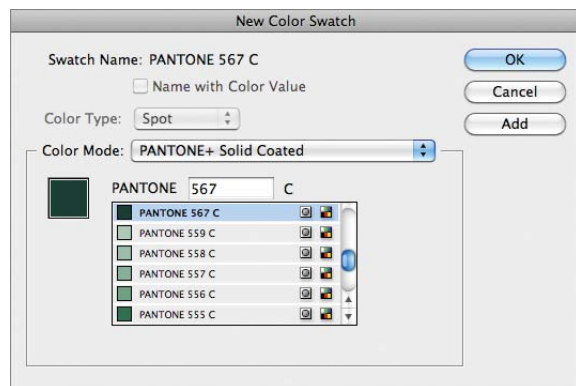 New Color Swatch
Swatch Name: PANTONE 567 C
Name with Color Value
Color Type: Spot
Color Mode: PANTONE+ Solid Coated
PANTONE 567 C
PANTONE 567 C
PANTONE 559 C
PANTONE 558 C
PANTONE 557 C
PANTONE 556 C
PANTONE 555 C
OK
Cancel
Add